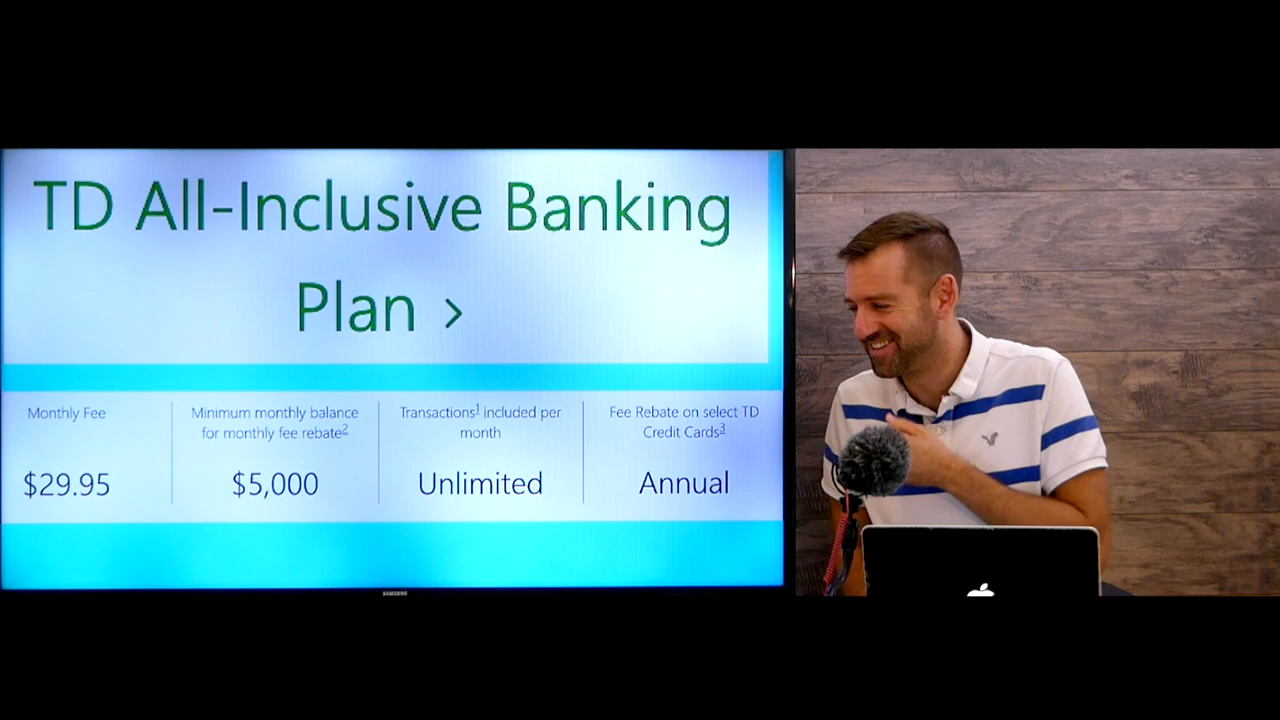 TD All-Inclusive Banking
Plan >
Monthly Fee
$29.95
Minimum monthly balance
for monthly fee rebate2
$5,000
Transactions1 included per
month
Unlimited
Fee Rebate on select TD
Credit Cards3
Annual
SAMSUNG